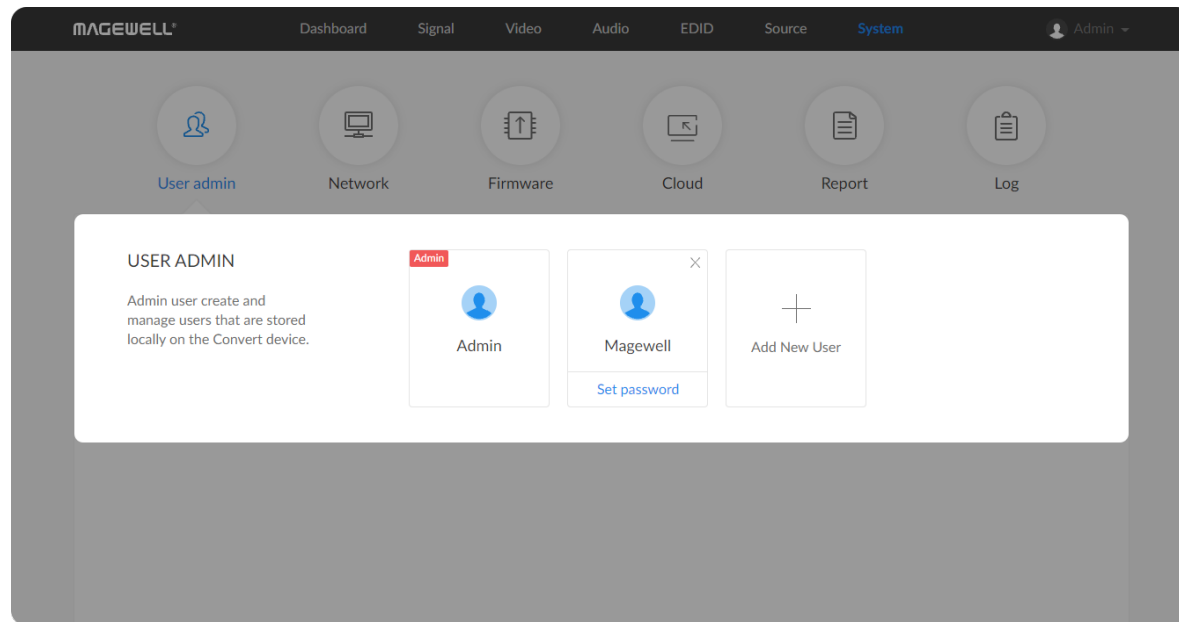 MAGEWELL®
Dashboard Signal Video Audio EDID Source System Admin
User admin Network Firmware Cloud Report Log
USER ADMIN
Admin user create and
manage users that are stored
locally on the Convert device.
Admin
Admin
Magewell
Set password
Add New User